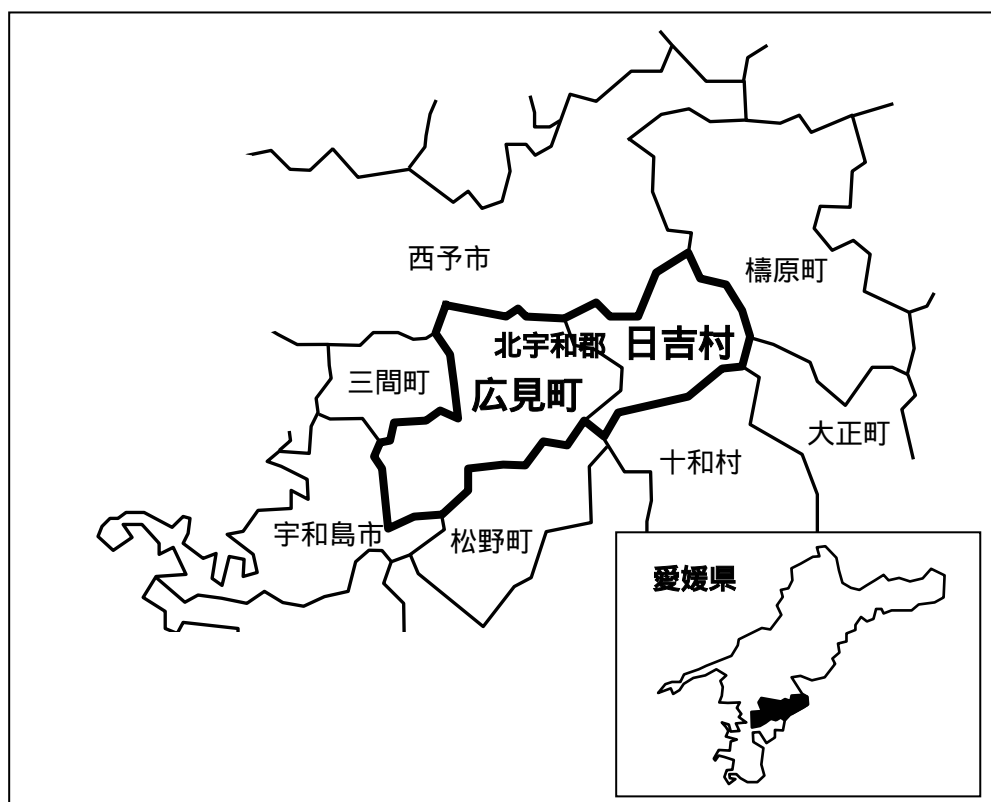 西予市
檮原町
北宇和郡 日吉村
三間町
広見町
大正町
十和村
宇和島市
松野町
愛媛県